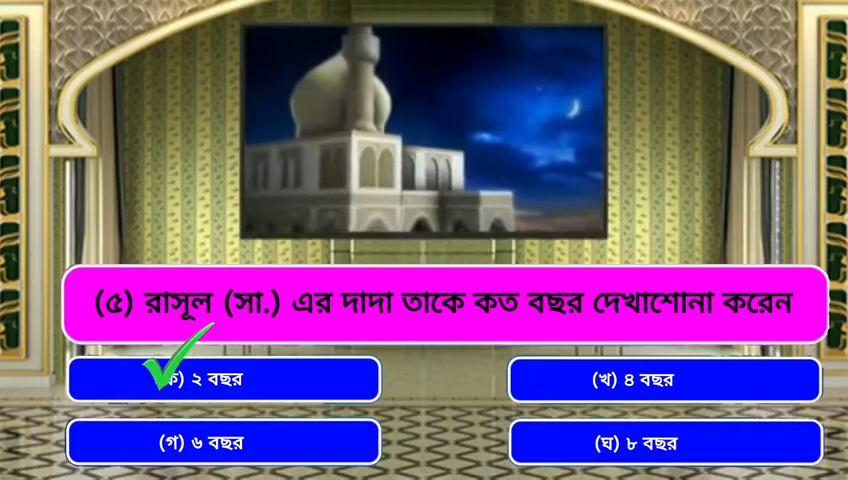 (৫) রাসূল (সা.) এর দাদা তাকে কত বছর দেখাশোনা করেন
(ক) ২ বছর
(খ) ৪ বছর
(গ) ৬ বছর
(ঘ) ৮ বছর